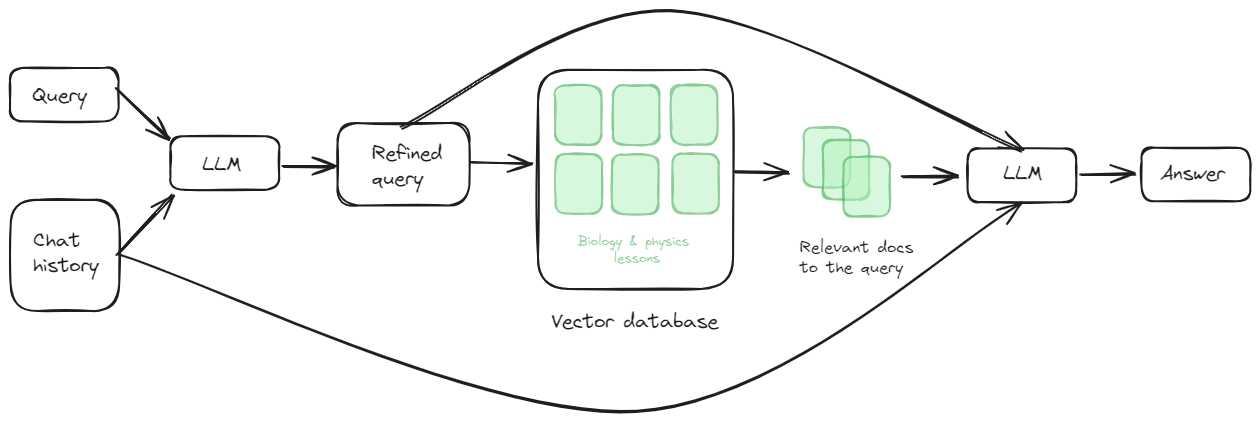 Query
Chat
history
LLM
Refined
query
Biology & physics
lessons
Vector database
Relevant docs
to the query
LLM
Answer